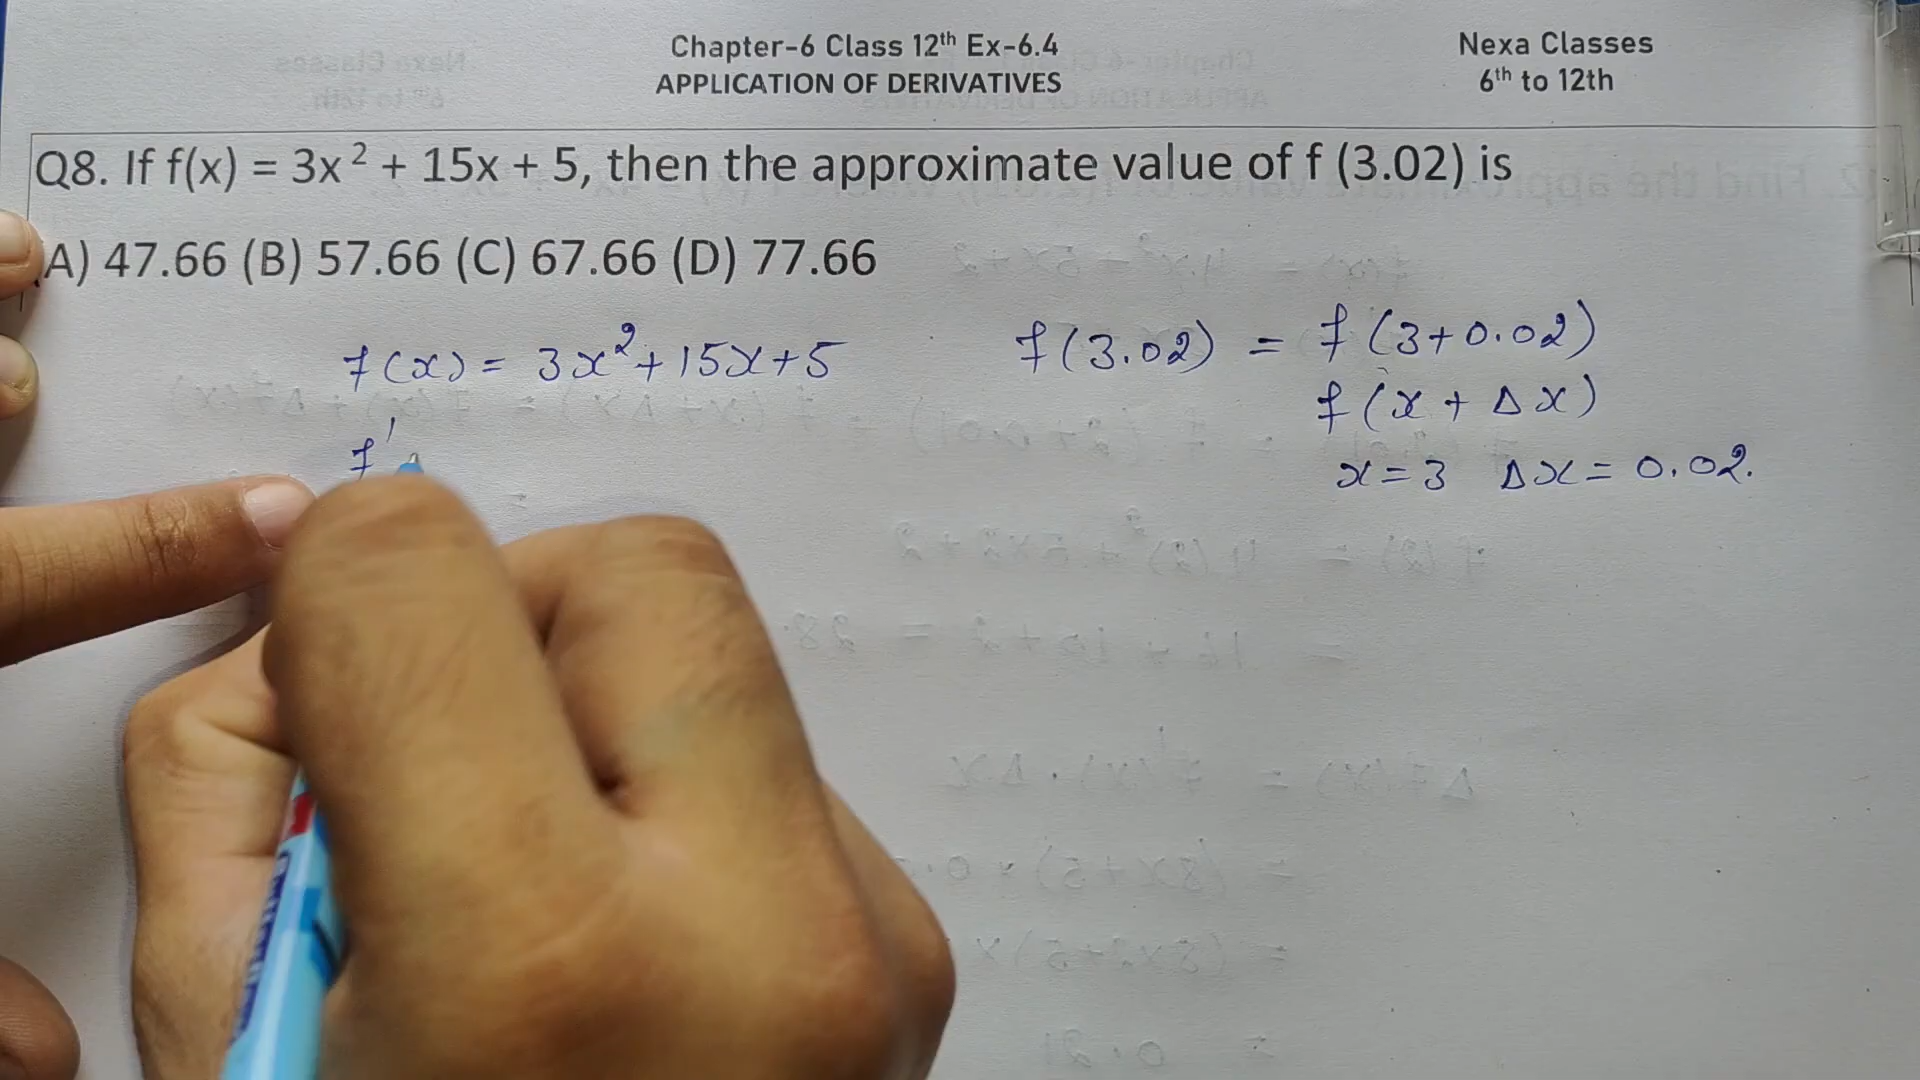 Chapter-6 Class 12th Ex-6.4
APPLICATION OF DERIVATIVES
Nexa Classes
6th to 12th
Q8. If f(x) = 3x² + 15x + 5, then the approximate value of f (3.02) is
A) 47.66 (B) 57.66 (C) 67.66 (D) 77.66
f(x) = 3x²+15x+5
f'
f(3.02) = f(3+0.02)
f(x + Δx)
x=3 Δx= 0.02.